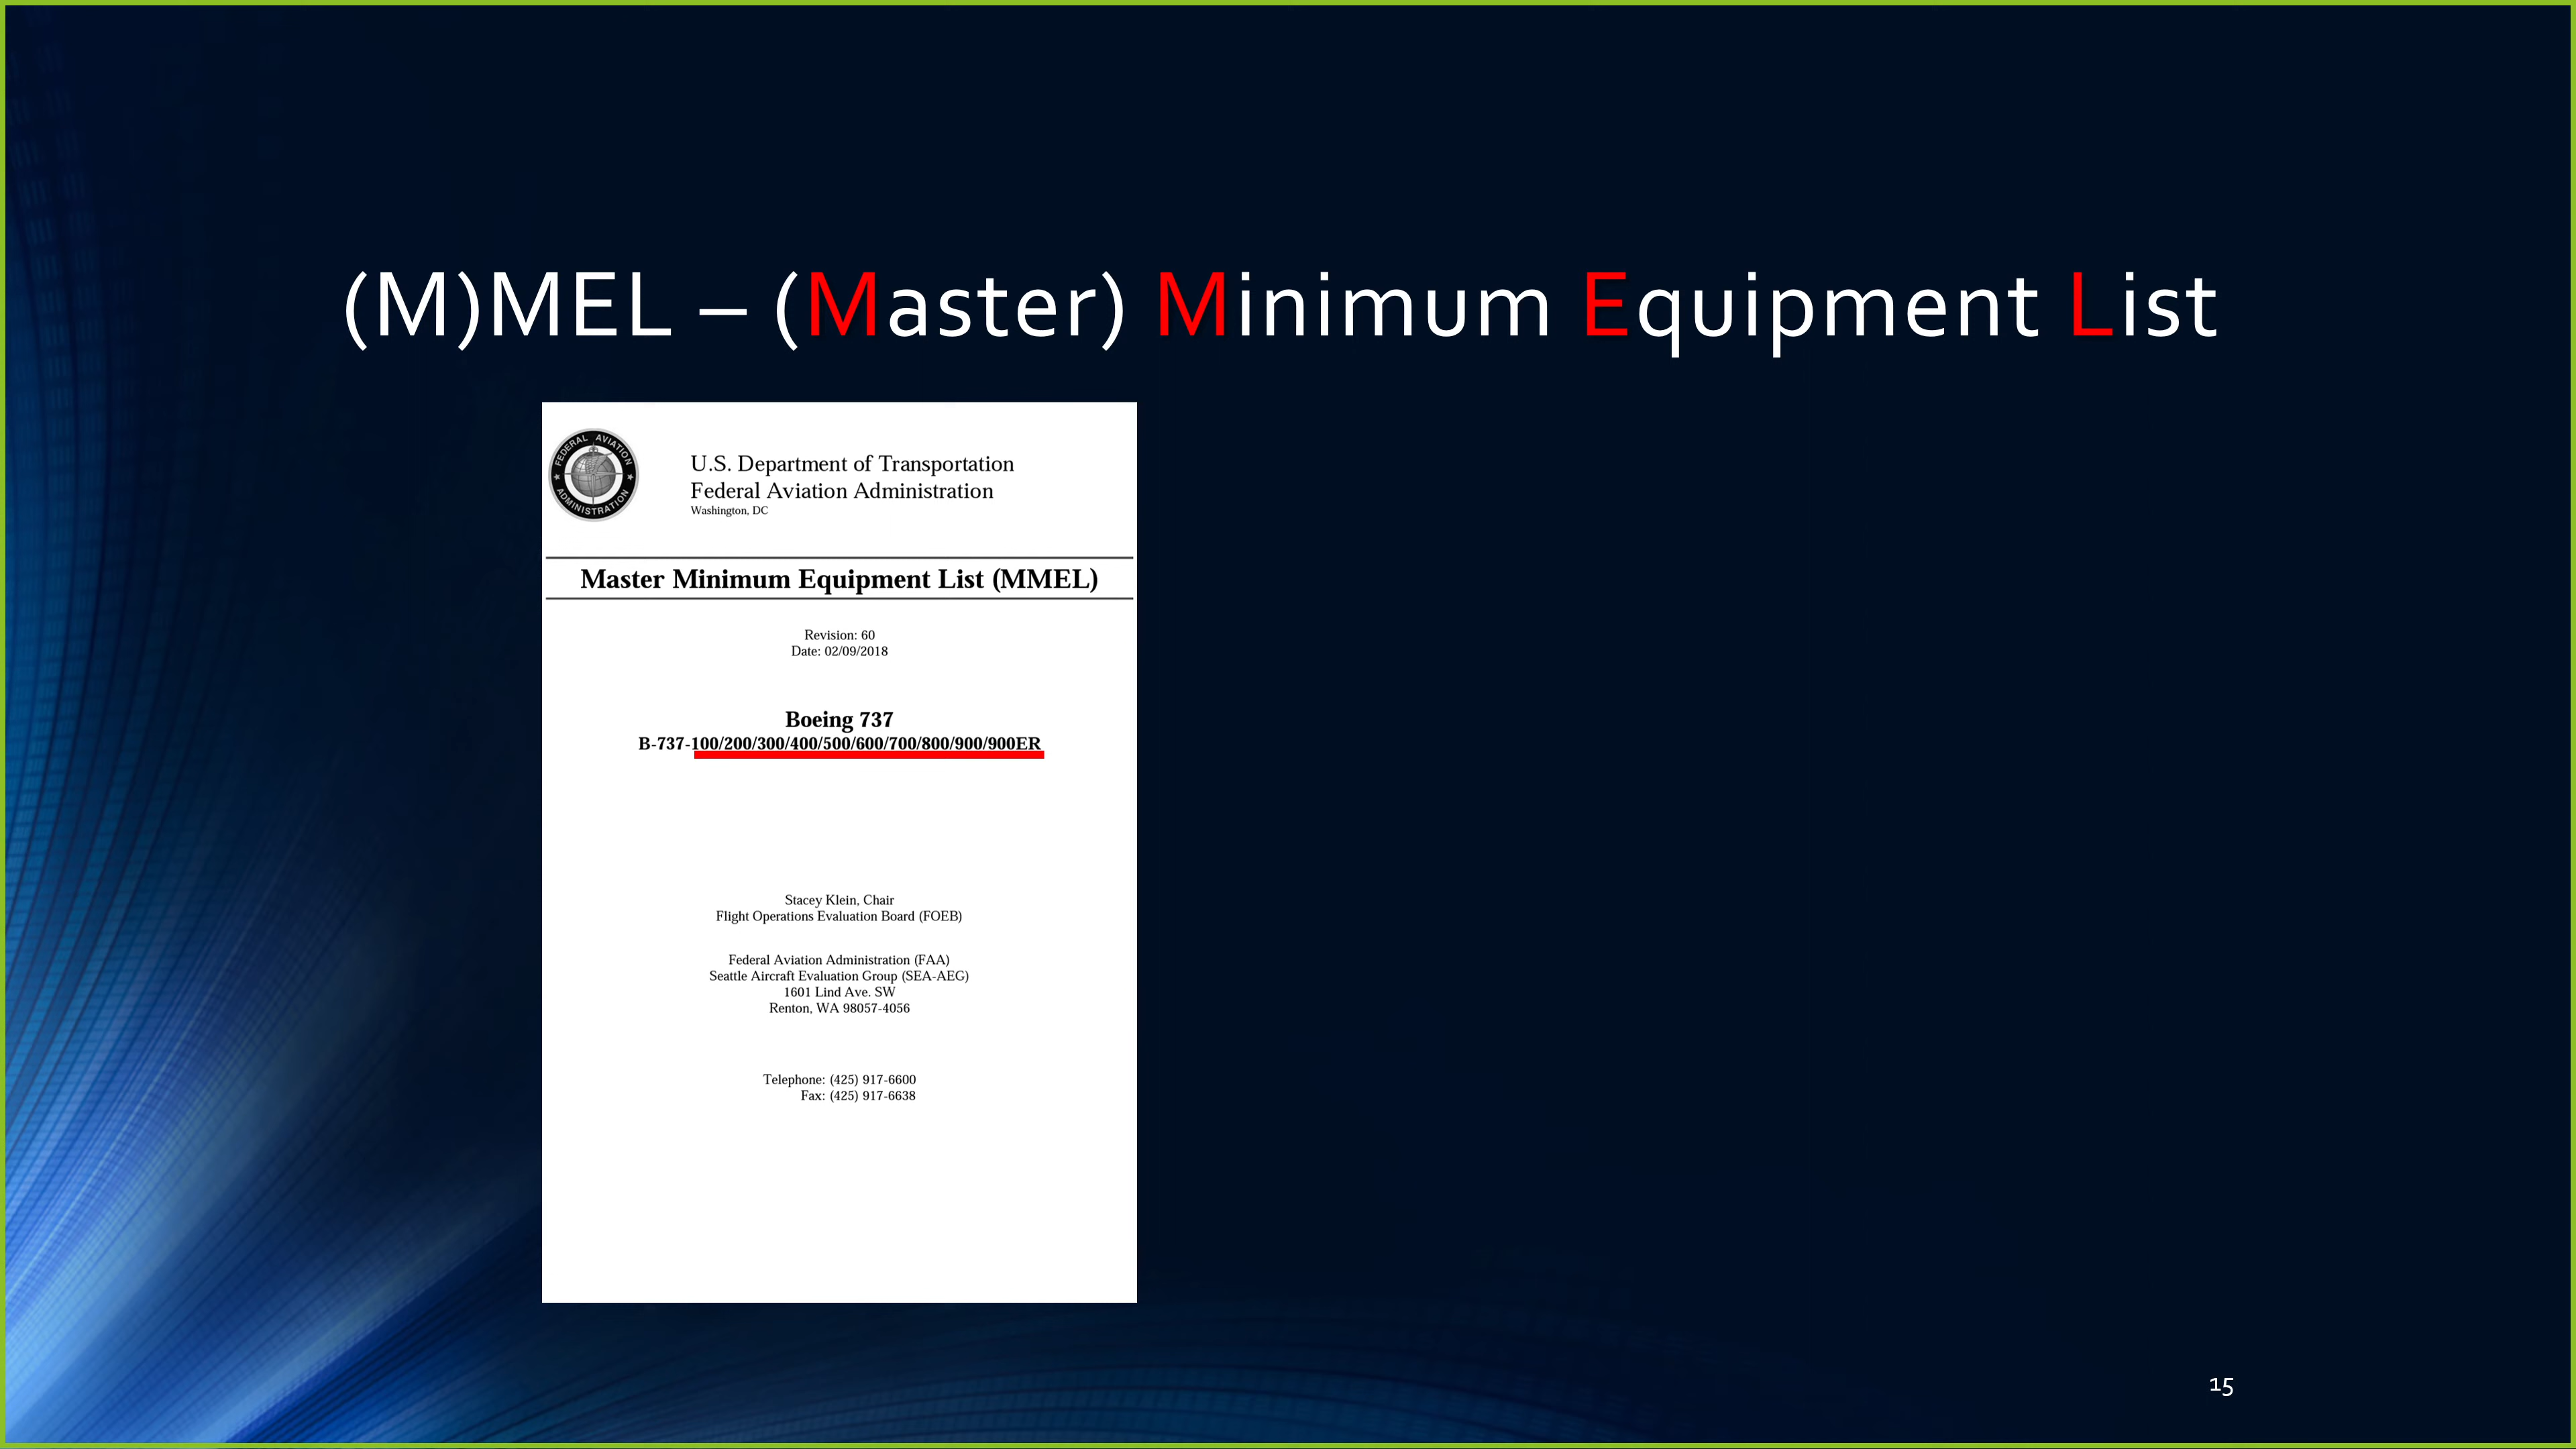 (M)MEL – (Master) Minimum Equipment List
FEDERAL AVIATION
ADMINISTRATION
U.S. Department of Transportation
Federal Aviation Administration
Washington, DC
Master Minimum Equipment List (MMEL)
Revision: 60
Date: 02/09/2018
Boeing 737
B-737-100/200/300/400/500/600/700/800/900/900ER
Stacey Klein, Chair
Flight Operations Evaluation Board (FOEB)
Federal Aviation Administration (FAA)
Seattle Aircraft Evaluation Group (SEA-AEG)
1601 Lind Ave. SW
Renton, WA 98057-4056
Telephone: (425) 917-6600
Fax: (425) 917-6638
15